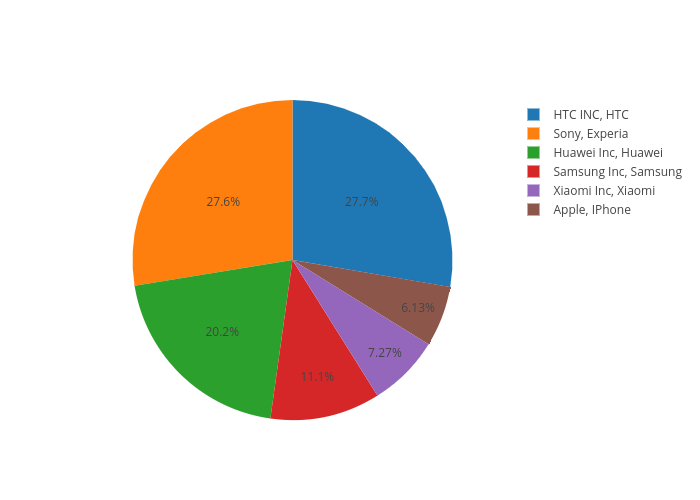 HTC INC, HTC
Sony, Experia
Huawei Inc, Huawei
Samsung Inc, Samsung
Xiaomi Inc, Xiaomi
Apple, IPhone
27.6%
27.7%
6.13%
20.2%
7.27%
11.1%